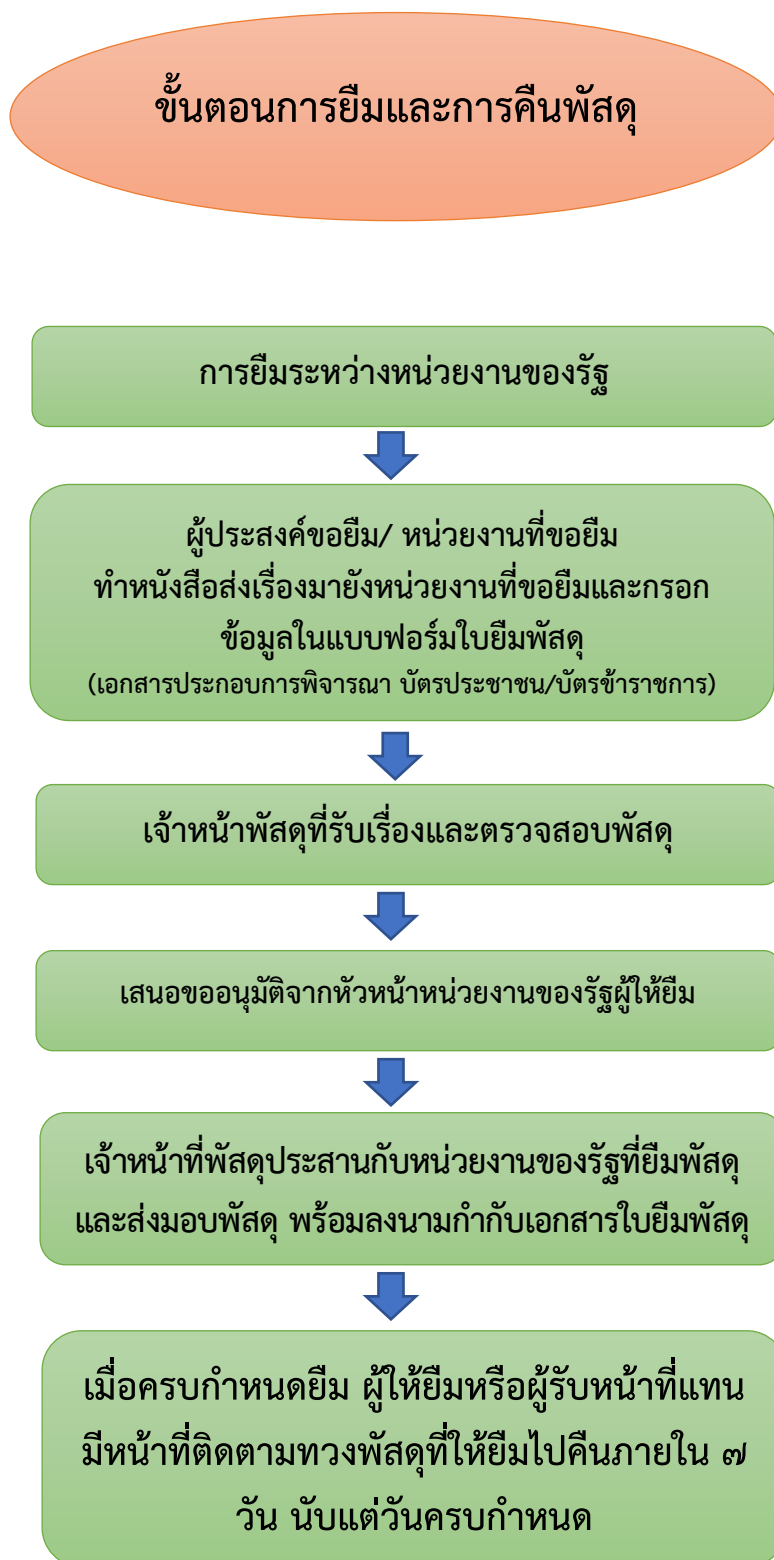 ขั้นตอนการยืมและการคืนพัสดุ
การยืมระหว่างหน่วยงานของรัฐ
ผู้ประสงค์ขอยืม/ หน่วยงานที่ขอยืม
ทำหนังสือส่งเรื่องมายังหน่วยงานที่ขอยืมและกรอก
ข้อมูลในแบบฟอร์มใบยืมพัสดุ
(เอกสารประกอบการพิจารณา บัตรประชาชน/บัตรข้าราชการ)
เจ้าหน้าพัสดุที่รับเรื่องและตรวจสอบพัสดุ
เสนอขออนุมัติจากหัวหน้าหน่วยงานของรัฐผู้ให้ยืม
เจ้าหน้าที่พัสดุประสานกับหน่วยงานของรัฐที่ยืมพัสดุ
และส่งมอบพัสดุ พร้อมลงนามกำกับเอกสารใบยืมพัสดุ
เมื่อครบกำหนดยืม ผู้ให้ยืมหรือผู้รับหน้าที่แทน
มีหน้าที่ติดตามทวงพัสดุที่ให้ยืมไปคืนภายใน ๗
วัน นับแต่วันครบกำหนด